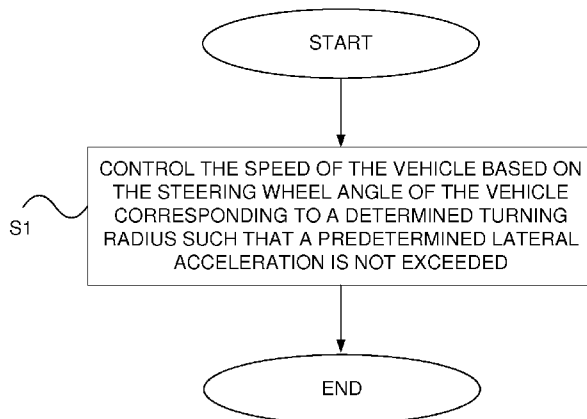 START
CONTROL THE SPEED OF THE VEHICLE BASED ON
THE STEERING WHEEL ANGLE OF THE VEHICLE
CORRESPONDING TO A DETERMINED TURNING
RADIUS SUCH THAT A PREDETERMINED LATERAL
ACCELERATION IS NOT EXCEEDED
S1
END